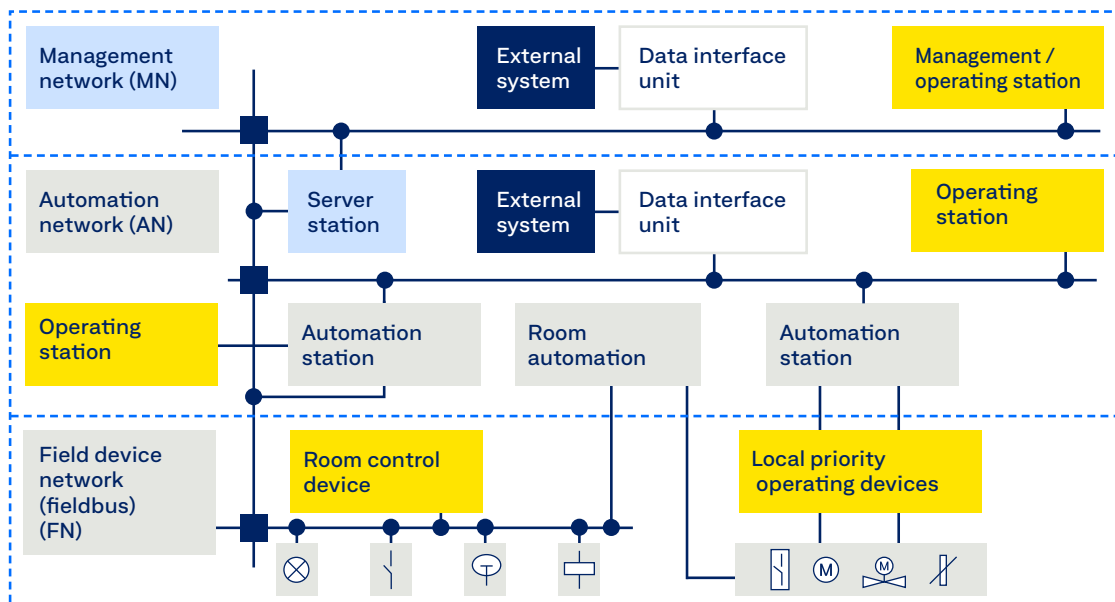 Management
network (MN)
External
system
Data interface
unit
Management /
operating station
Automation
network (AN)
Server
station
External
system
Data interface
unit
Operating
station
Operating
station
Automation
station
Room
automation
Automation
station
Field device
network
(fieldbus)
(FN)
Room control
device
Local priority
operating devices
M
M